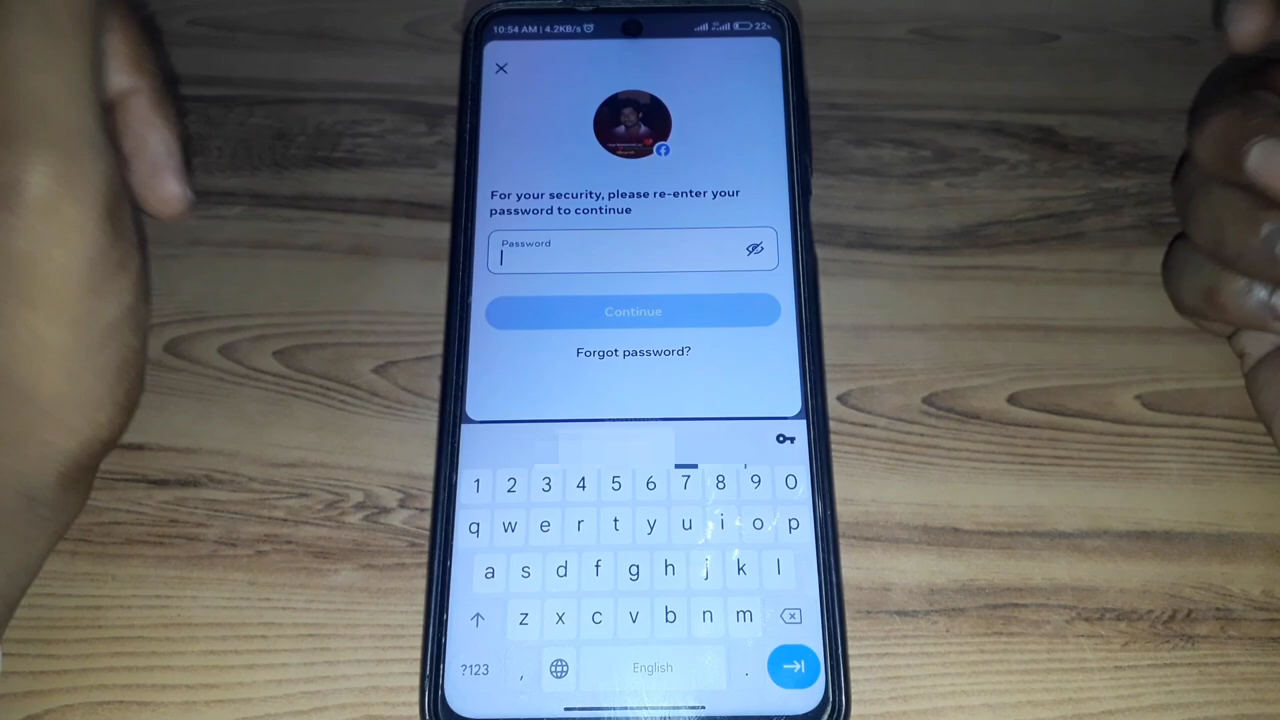 10:54 AM | 4.2KB/s
22%
For your security, please re-enter your
password to continue
Password
Continue
Forgot password?
1 2 3 4 5 6 7 8 9 0
q w e r t y u i o p
a s d f g h j k l
z x c v b n m
?123 , English .